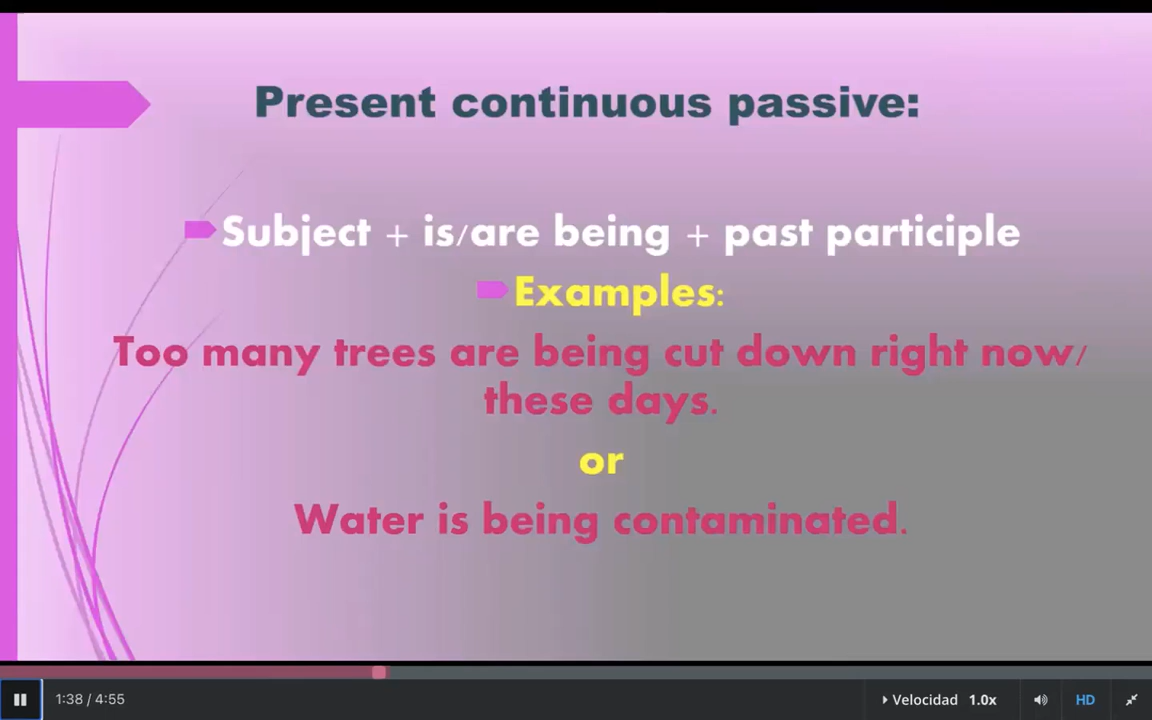 Present continuous passive:
Subject + is/are being + past participle
Examples:
Too many trees are being cut down right now/
these days.
or
Water is being contaminated.
1:38 / 4:55
Velocidad 1.0x
HD